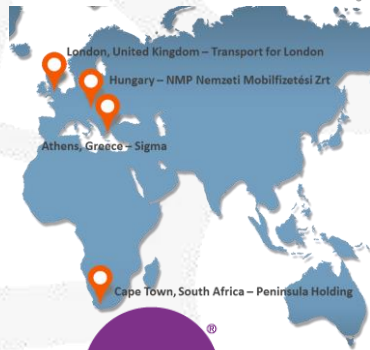 London, United Kingdom – Transport for London
Hungary – NMP Nemzeti Mobilfizetési Zrt
Athens, Greece – Sigma
Cape Town, South Africa – Peninsula Holding
®